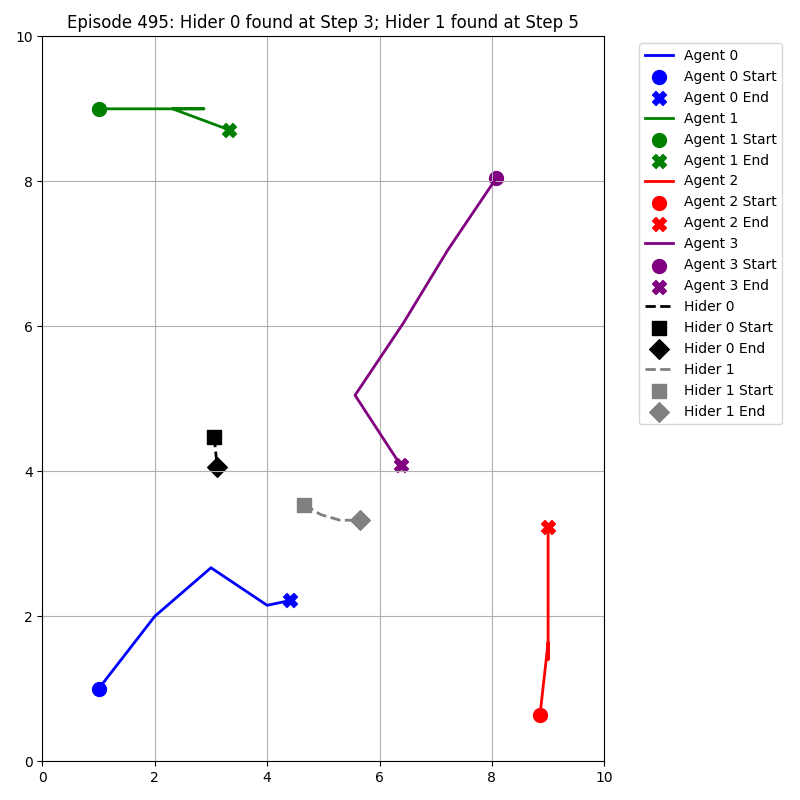 Episode 495: Hider 0 found at Step 3; Hider 1 found at Step 5
10
8
6
4
2
0
0 2 4 6 8 10
Agent 0
Agent 0 Start
Agent 0 End
Agent 1
Agent 1 Start
Agent 1 End
Agent 2
Agent 2 Start
Agent 2 End
Agent 3
Agent 3 Start
Agent 3 End
Hider 0
Hider 0 Start
Hider 0 End
Hider 1
Hider 1 Start
Hider 1 End